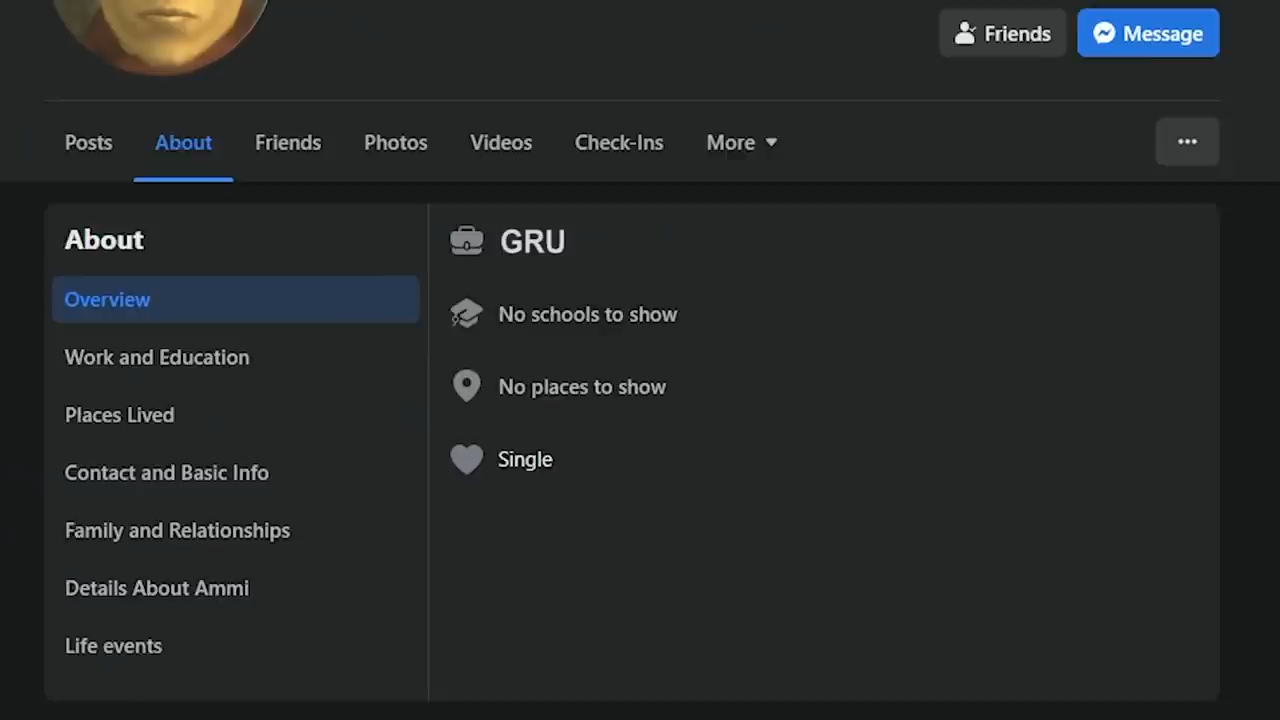 Friends
Message
Posts
About
Friends
Photos
Videos
Check-Ins
More
About
Overview
Work and Education
Places Lived
Contact and Basic Info
Family and Relationships
Details About Ammi
Life events
GRU
No schools to show
No places to show
Single